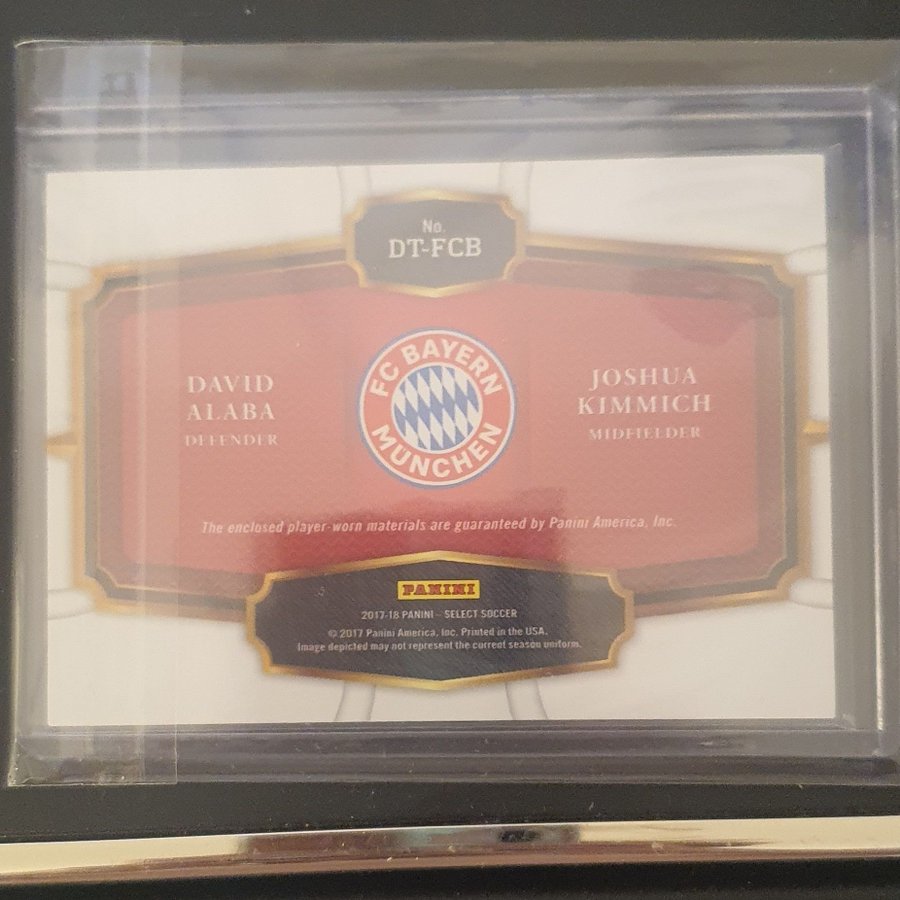 No.
DT-FCB
FC BAYERN
MÜNCHEN
DAVID
ALABA
DEFENDER
JOSHUA
KIMMICH
MIDFIELDER
The enclosed player-worn materials are guaranteed by Panini America, Inc.
PANINI
2017-18 PANINI – SELECT SOCCER
© 2017 Panini America, Inc. Printed in the USA.
Image depicted may not represent the current season uniform.